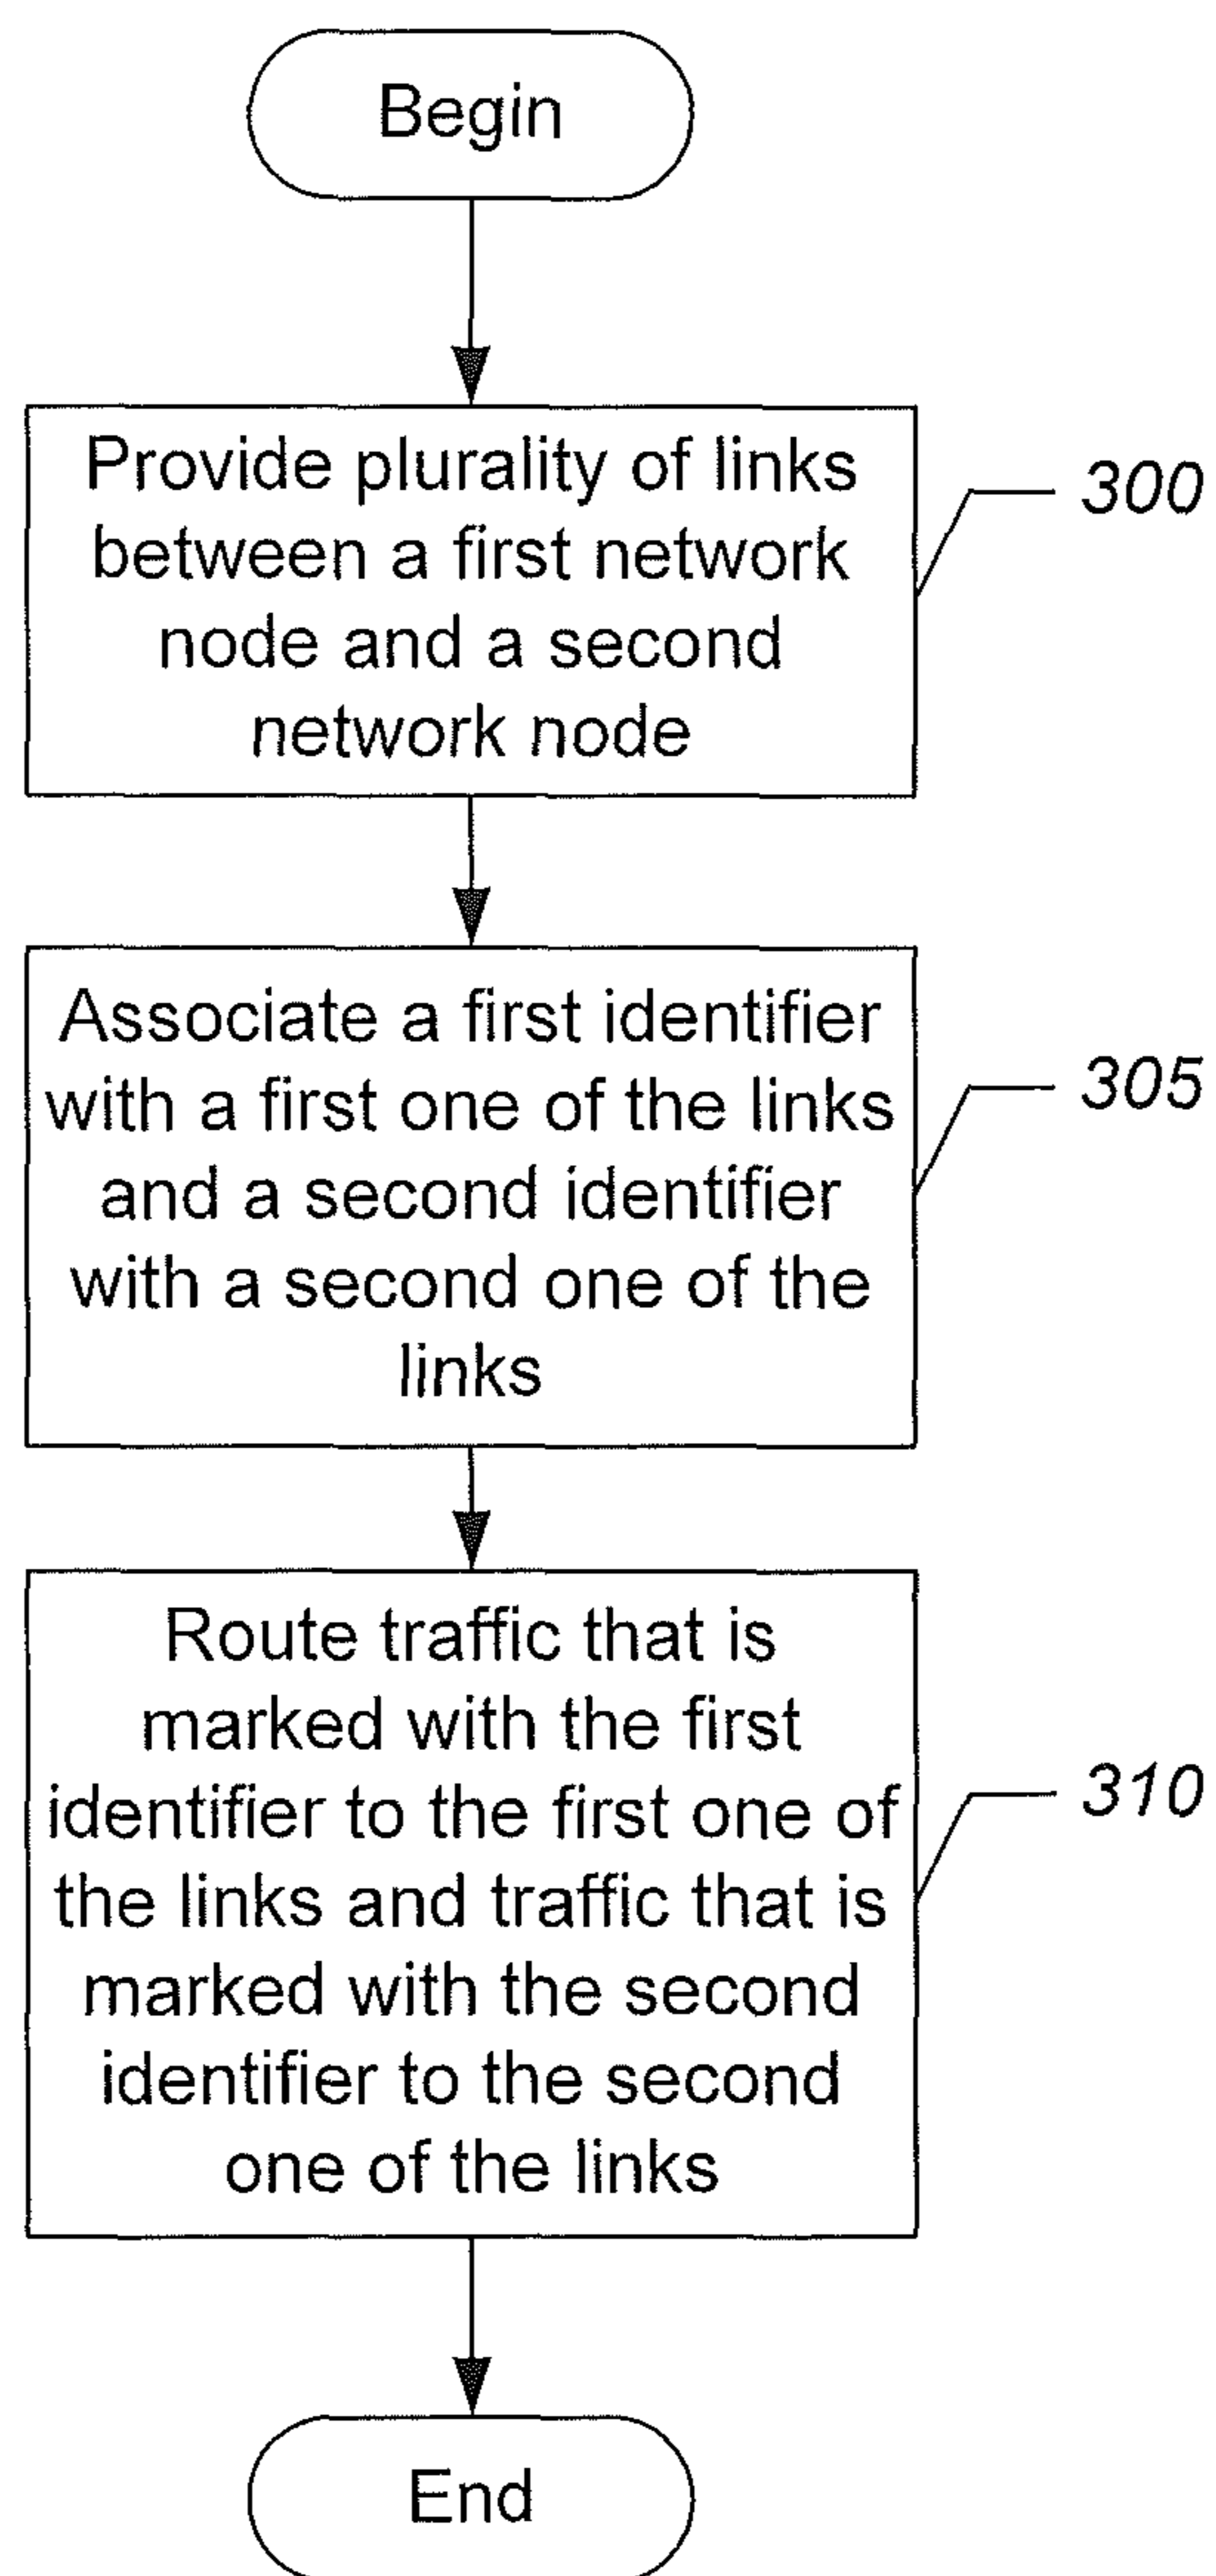 Begin
Provide plurality of links
between a first network
node and a second
network node
300
Associate a first identifier
with a first one of the links
and a second identifier
with a second one of the
links
305
Route traffic that is
marked with the first
identifier to the first one of
the links and traffic that is
marked with the second
identifier to the second
one of the links
310
End